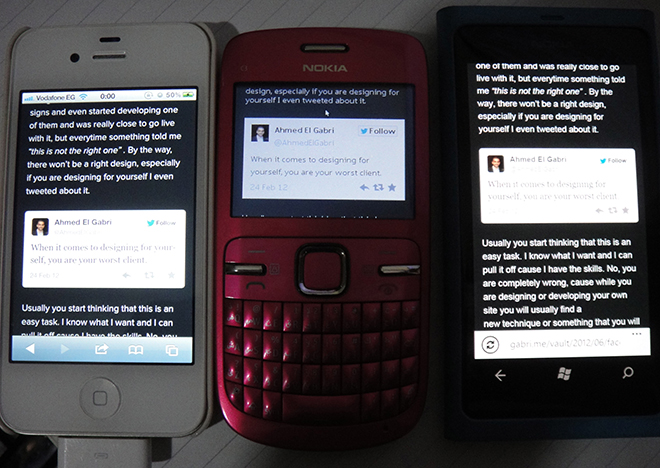 Vodafone EG
0:00
50%
signs and even started developing one
of them and was really close to go live
with it, but everytime something told me
"this is not the right one" . By the way,
there won't be a right design, especially
if you are designing for yourself I even
tweeted about it.
Ahmed El Gabri
Follow
When it comes to designing for your-
self, you are your worst client.
24 Feb 12
Usually you start thinking that this is an
easy task. I know what I want and I can
pull it off cause I have the skills. No, you
NOKIA
design, especially if you are designing for
yourself I even tweeted about it.
Ahmed El Gabri
Follow
@AhmedElGabri
When it comes to designing for
yourself, you are your worst client.
24 Feb 12
one of them and was really close to go
live with it, but everytime something told
me "this is not the right one" . By the
way, there won't be a right design,
especially if you are designing for
yourself I even tweeted about it.
Ahmed El Gabri
Follow
When it comes to designing for
yourself, you are your worst client.
24 Feb 12
Usually you start thinking that this is an
easy task. I know what I want and I can
pull it off cause I have the skills. No, you
are completely wrong, cause while you
are designing or developing your own
site you will usually find a
new technique or something that you will
gabri.me/vault/2012/06/fac